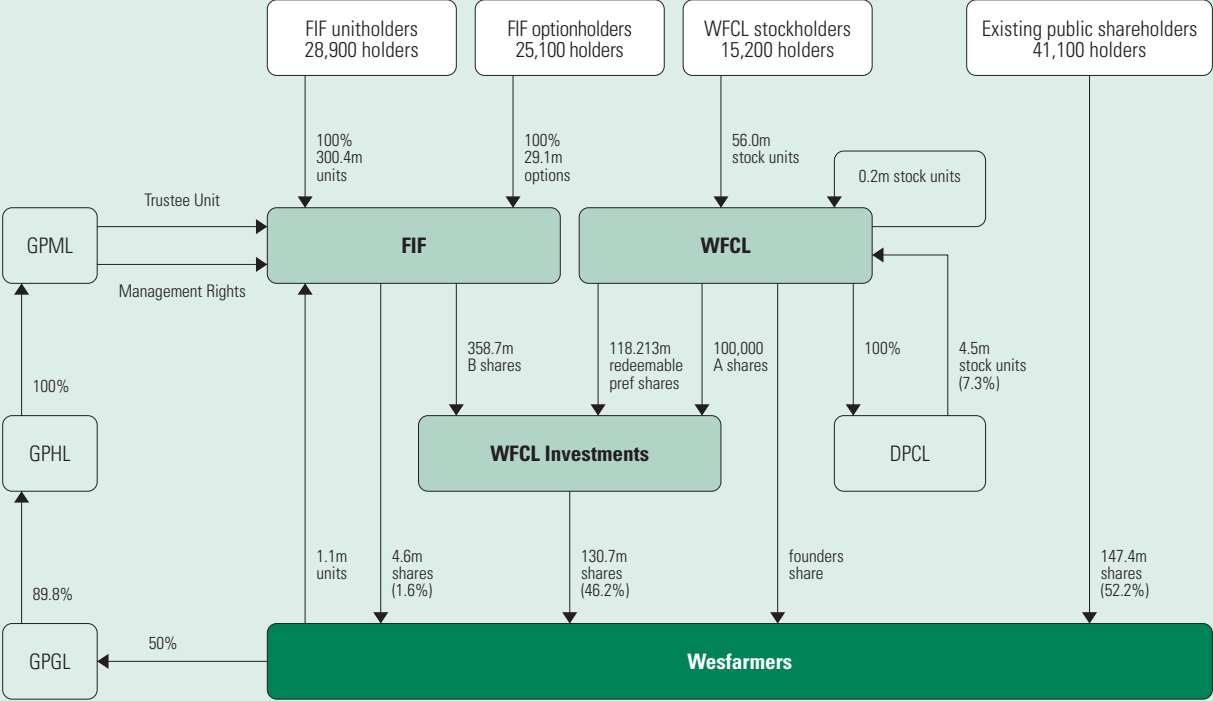 FIF unitholders
28,900 holders
FIF optionholders
25,100 holders
WFCL stockholders
15,200 holders
Existing public shareholders
41,100 holders
100%
300.4m
units
100%
29.1m
options
56.0m
stock units
0.2m stock units
Trustee Unit
GPML
FIF
WFCL
Management Rights
358.7m
B shares
118.213m
redeemable
pref shares
100,000
A shares
100%
4.5m
stock units
(7.3%)
100%
GPHL
WFCL Investments
DPCL
1.1m
units
4.6m
shares
(1.6%)
130.7m
shares
(46.2%)
founders
share
147.4m
shares
(52.2%)
89.8%
GPGL
50%
Wesfarmers